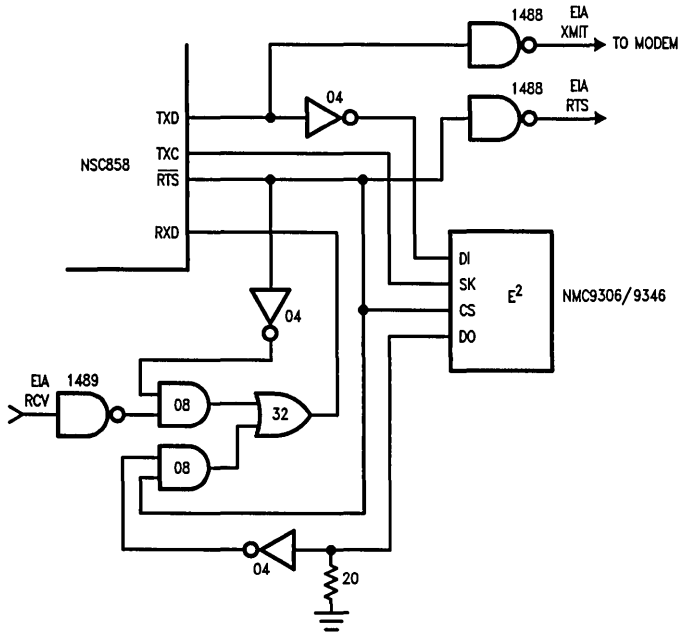 1488
EIA
XMIT
TO MODEM
1488
EIA
RTS
04
TXD
TXC
NSC858
RTS
RXD
DI
SK
E2
CS
DO
NMC9306/9346
04
EIA
RCV
1489
08
32
08
04
20